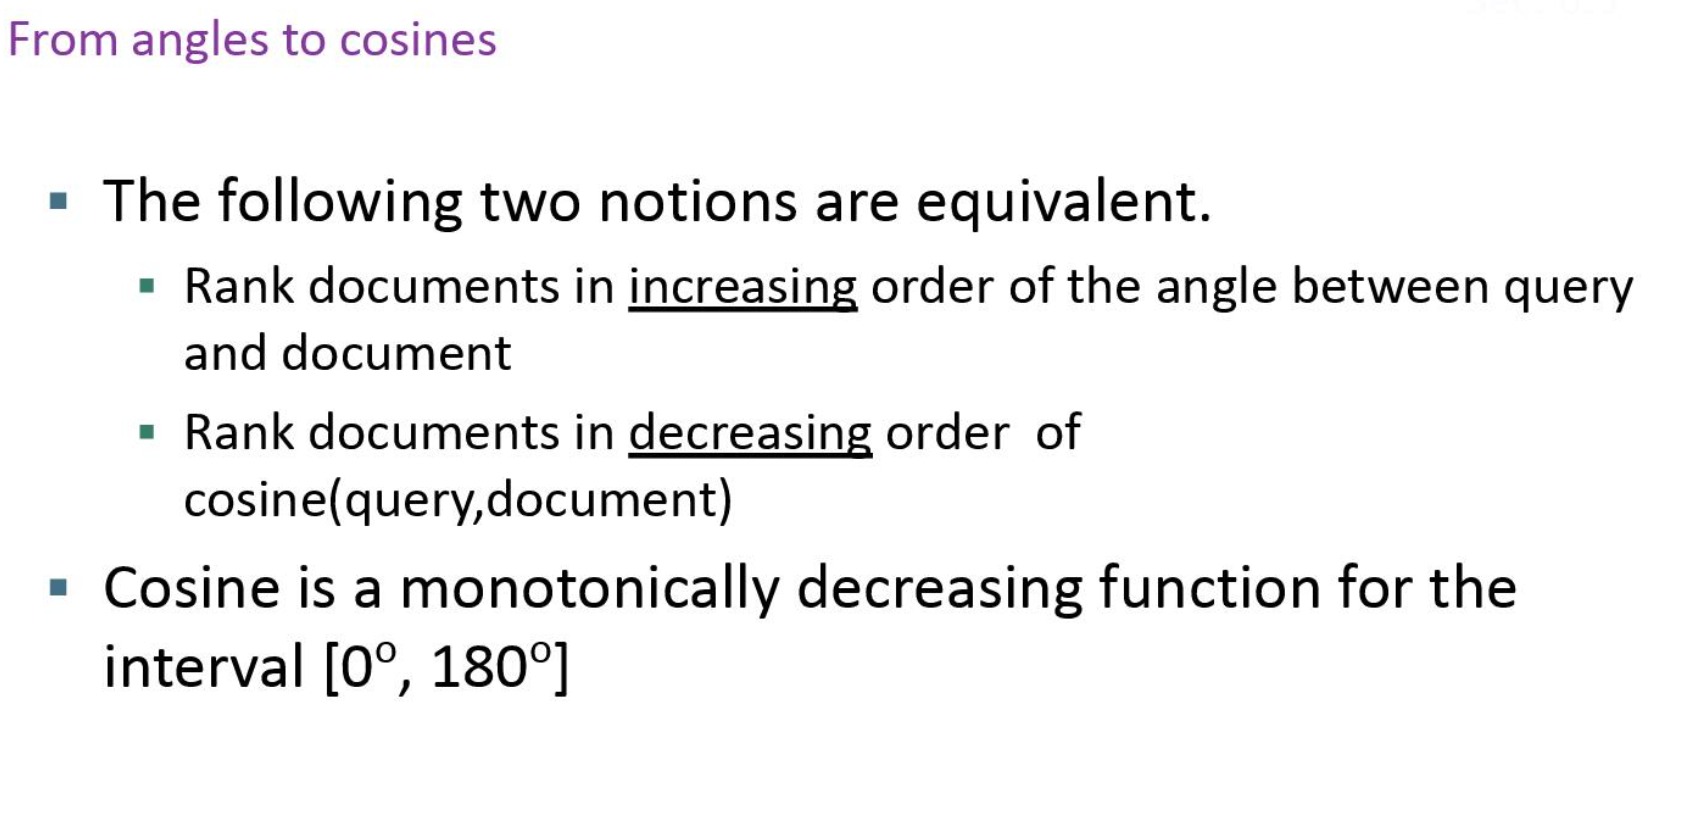 From angles to cosines
▪ The following two notions are equivalent.
▪ Rank documents in increasing order of the angle between query
and document
▪ Rank documents in decreasing order of
cosine(query,document)
▪ Cosine is a monotonically decreasing function for the
interval [0º, 180º]